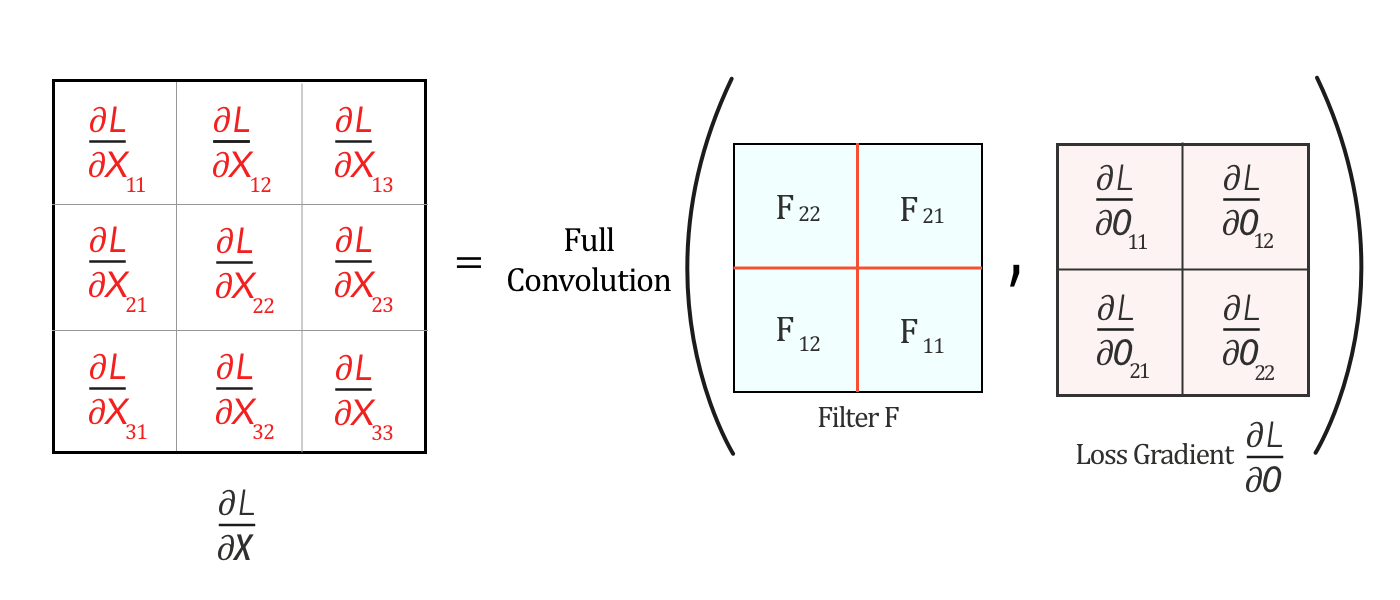 ∂L/∂X₁₁ ∂L/∂X₁₂ ∂L/∂X₁₃
∂L/∂X₂₁ ∂L/∂X₂₂ ∂L/∂X₂₃
∂L/∂X₃₁ ∂L/∂X₃₂ ∂L/∂X₃₃
∂L/∂X
=
Full
Convolution
(
F₂₂ F₂₁
F₁₂ F₁₁
Filter F
,
∂L/∂O₁₁ ∂L/∂O₁₂
∂L/∂O₂₁ ∂L/∂O₂₂
Loss Gradient ∂L/∂O
)